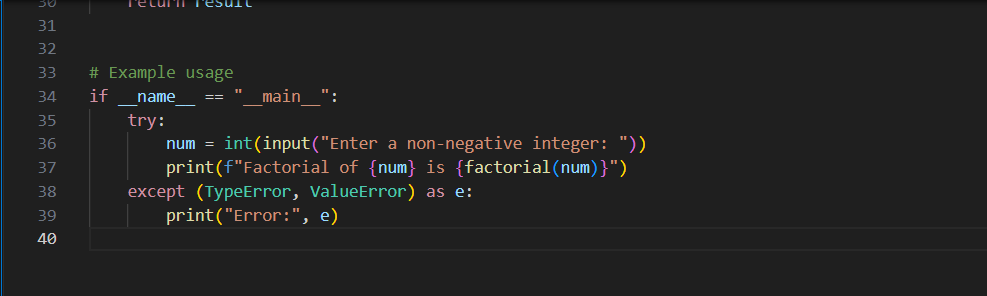 30    return result
31
32
33 # Example usage
34 if __name__ == "__main__":
35     try:
36         num = int(input("Enter a non-negative integer: "))
37         print(f"Factorial of {num} is {factorial(num)}")
38     except (TypeError, ValueError) as e:
39         print("Error:", e)
40